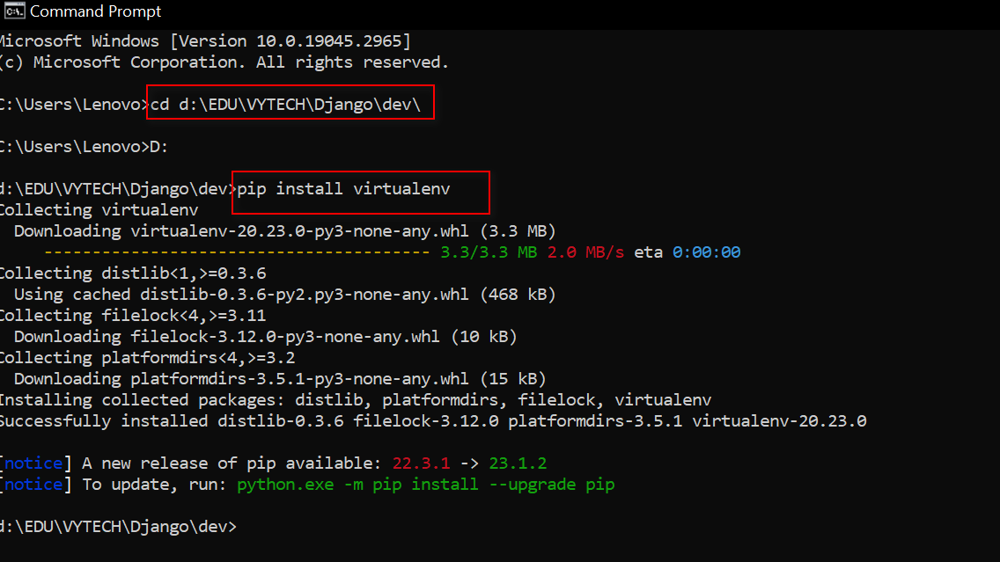 Command Prompt
Microsoft Windows [Version 10.0.19045.2965]
(c) Microsoft Corporation. All rights reserved.
C:\Users\Lenovo>cd d:\EDU\VYTECH\Django\dev\
C:\Users\Lenovo>D:
d:\EDU\VYTECH\Django\dev>pip install virtualenv
Collecting virtualenv
  Downloading virtualenv-20.23.0-py3-none-any.whl (3.3 MB)
     ---------------------------------------- 3.3/3.3 MB 2.0 MB/s eta 0:00:00
Collecting distlib<1,>=0.3.6
  Using cached distlib-0.3.6-py2.py3-none-any.whl (468 kB)
Collecting filelock<4,>=3.11
  Downloading filelock-3.12.0-py3-none-any.whl (10 kB)
Collecting platformdirs<4,>=3.2
  Downloading platformdirs-3.5.1-py3-none-any.whl (15 kB)
Installing collected packages: distlib, platformdirs, filelock, virtualenv
Successfully installed distlib-0.3.6 filelock-3.12.0 platformdirs-3.5.1 virtualenv-20.23.0
[notice] A new release of pip available: 22.3.1 -> 23.1.2
[notice] To update, run: python.exe -m pip install --upgrade pip
d:\EDU\VYTECH\Django\dev>